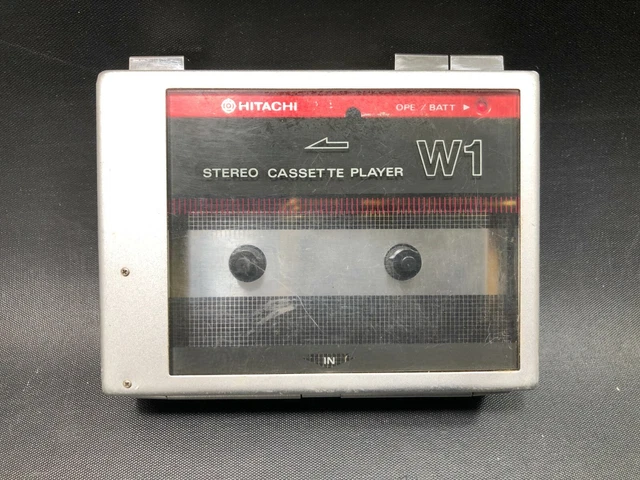 HITACHI OPE / BATT ▶
STEREO CASSETTE PLAYER W1
IN